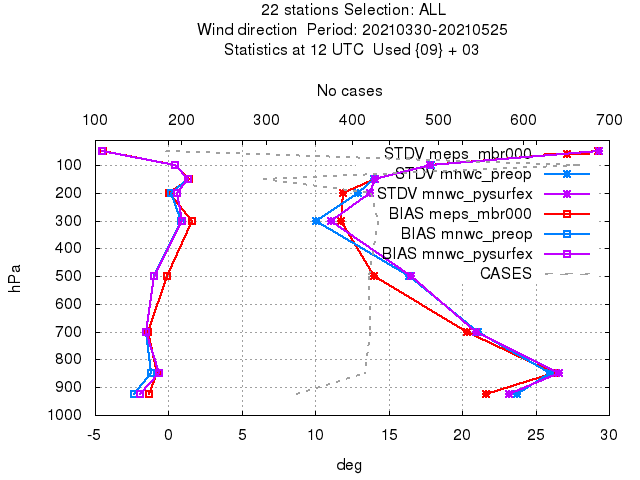 22 stations Selection: ALL
Wind direction  Period: 20210330-20210525
Statistics at 12 UTC  Used {09} + 03
No cases
100 200 300 400 500 600 700
STDV meps_mbr000
STDV mnwc_preop
STDV mnwc_pysurfex
BIAS meps_mbr000
BIAS mnwc_preop
BIAS mnwc_pysurfex
CASES
hPa
100
200
300
400
500
600
700
800
900
1000
-5 0 5 10 15 20 25 30
deg